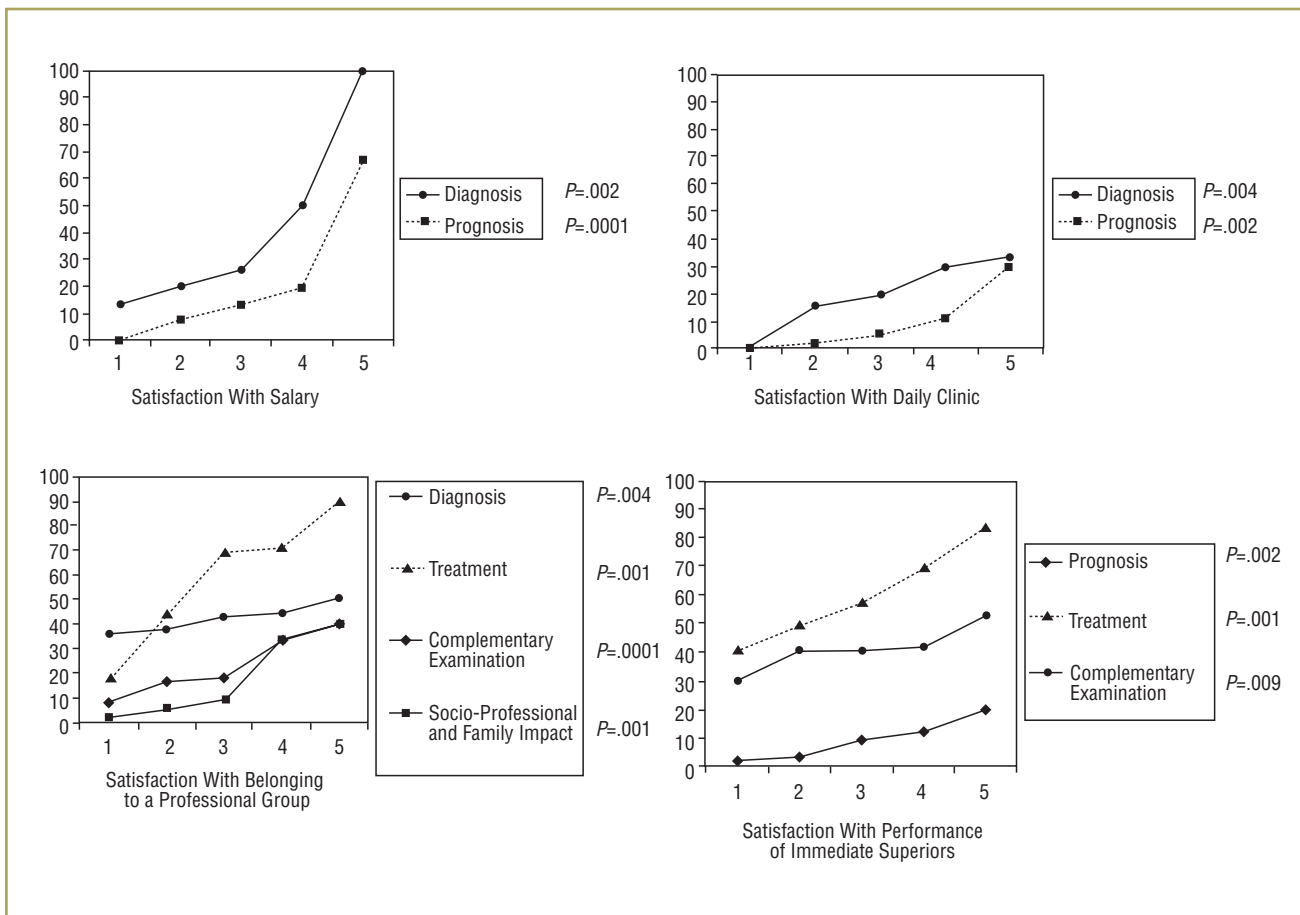 100
90
80
70
60
50
40
30
20
10
0
1 2 3 4 5
Satisfaction With Salary
Diagnosis P=.002
Prognosis P=.0001
100
90
80
70
60
50
40
30
20
10
0
1 2 3 4 5
Satisfaction With Daily Clinic
Diagnosis P=.004
Prognosis P=.002
100
90
80
70
60
50
40
30
20
10
0
1 2 3 4 5
Satisfaction With Belonging
to a Professional Group
Diagnosis P=.004
Treatment P=.001
Complementary
Examination P=.0001
Socio-Professional
and Family Impact P=.001
100
90
80
70
60
50
40
30
20
10
0
1 2 3 4 5
Satisfaction With Performance
of Immediate Superiors
Prognosis P=.002
Treatment P=.001
Complementary
Examination P=.009